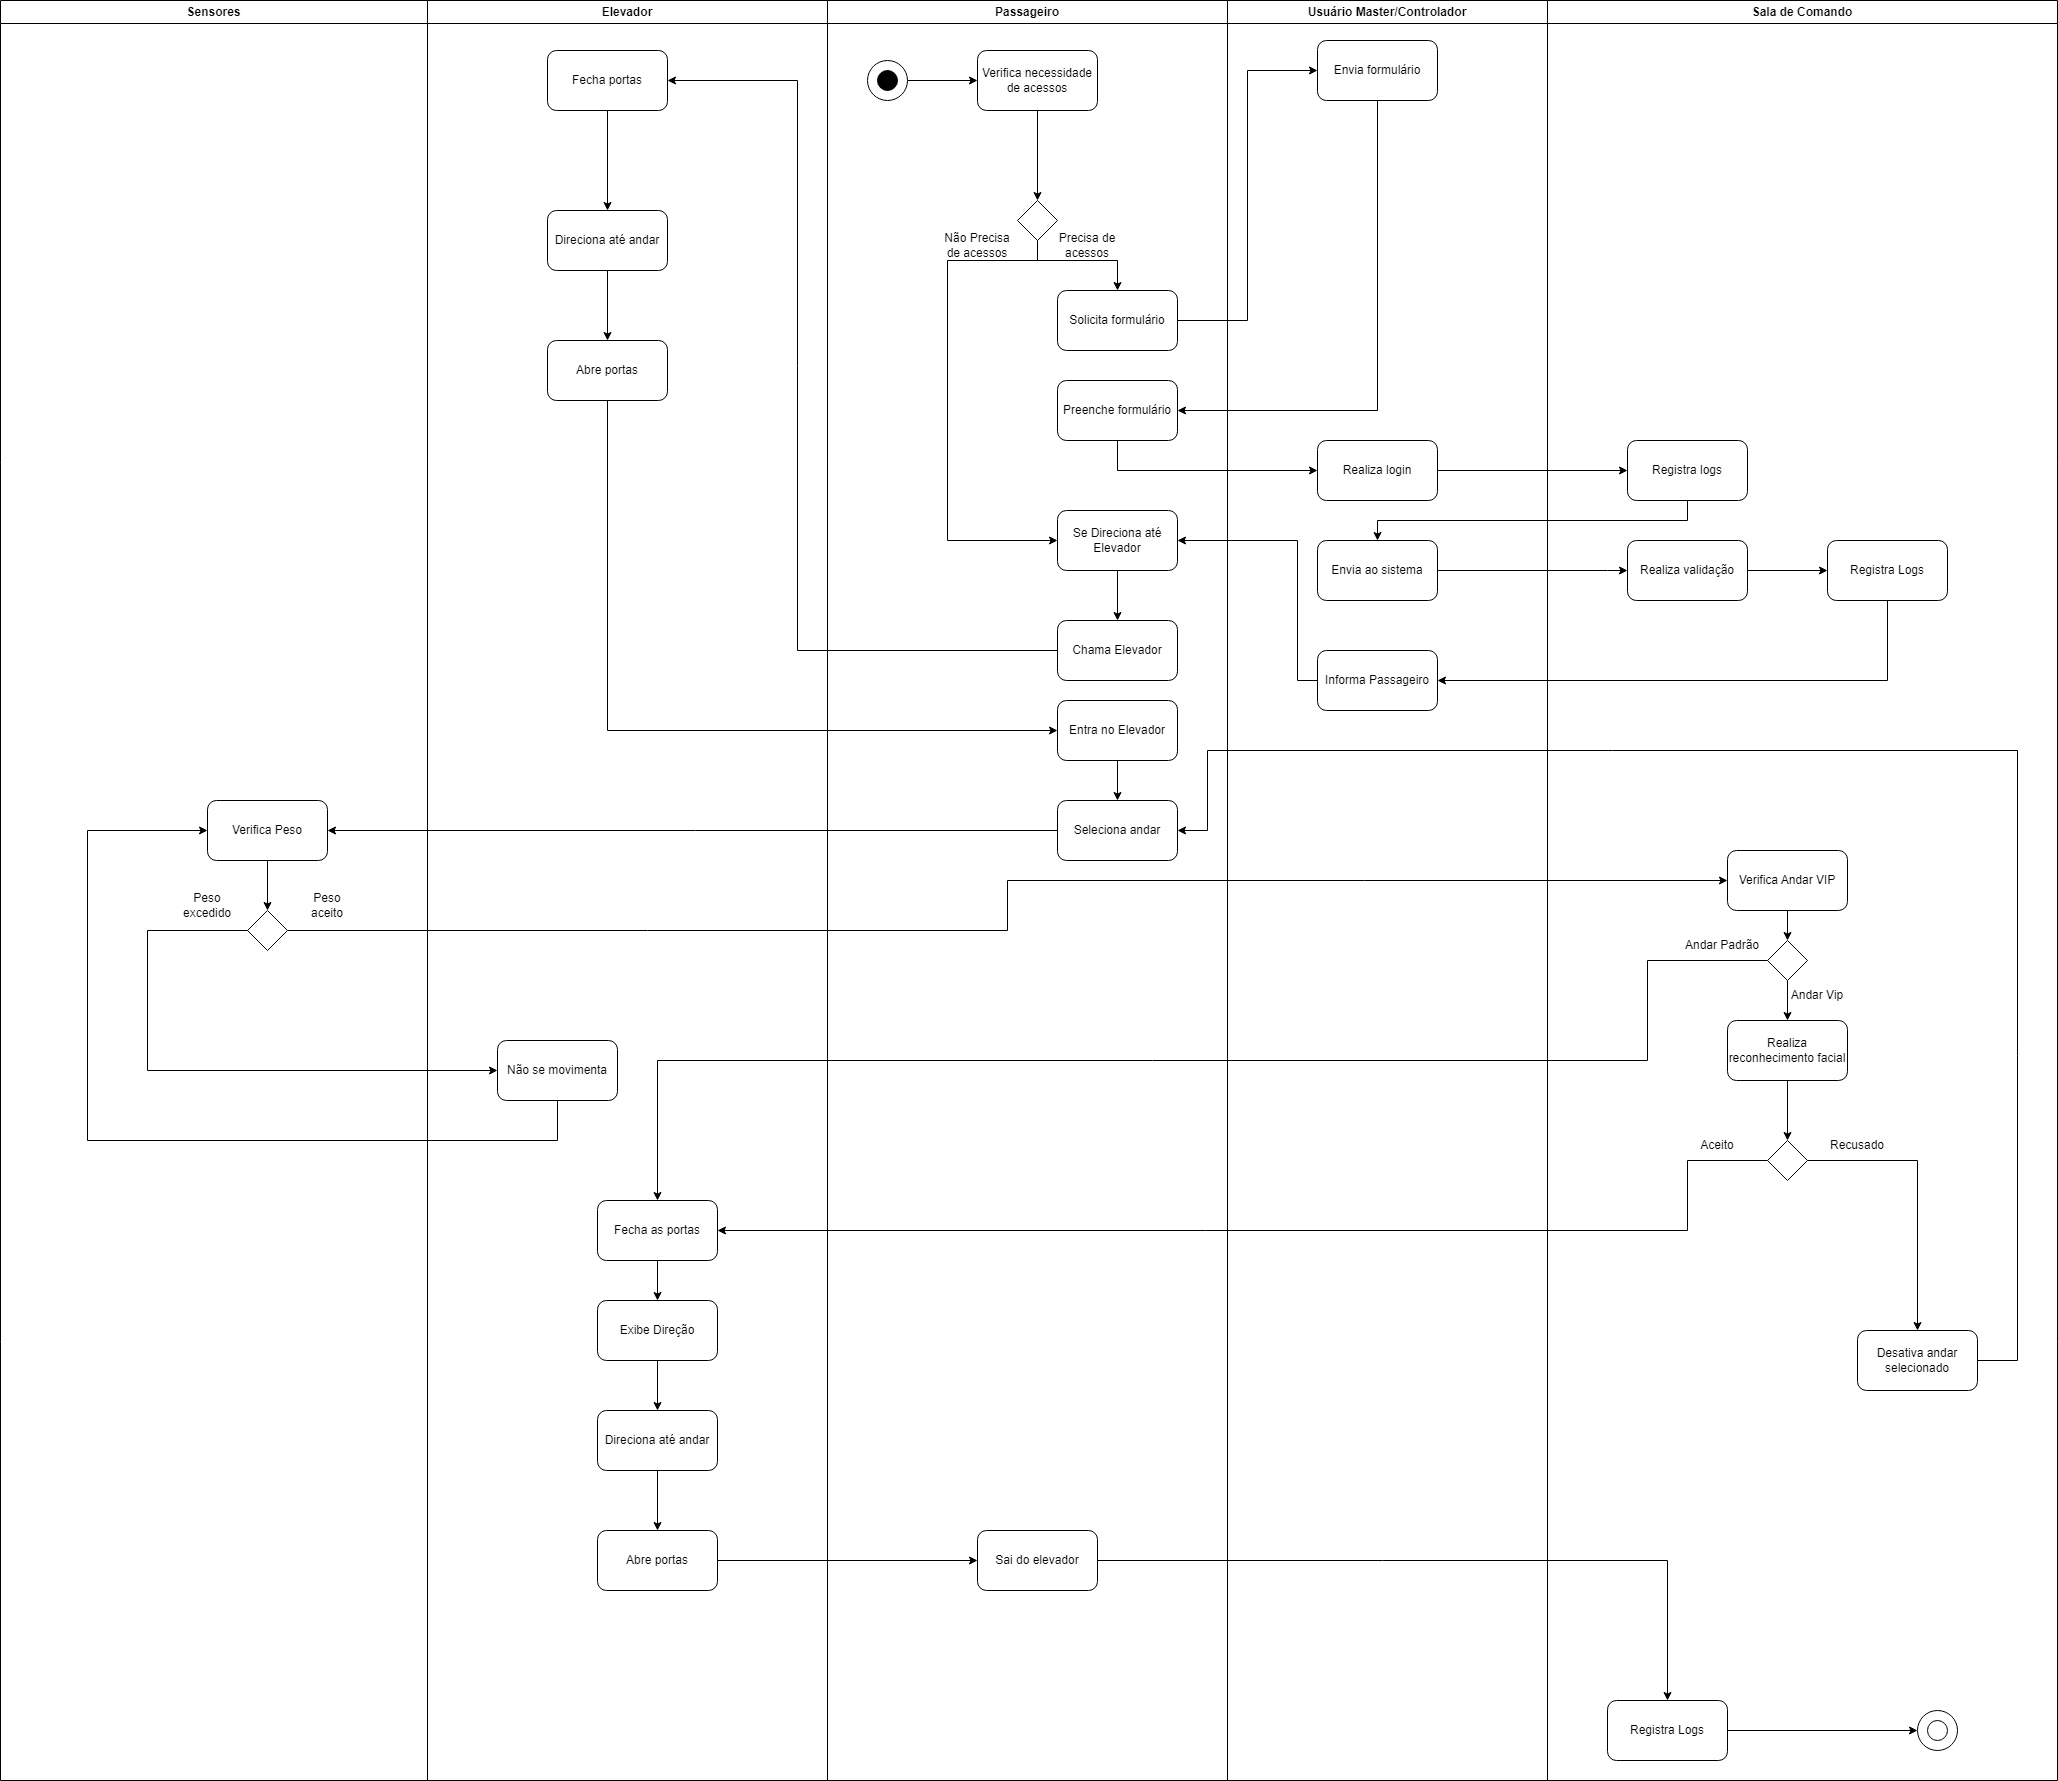 Sensores
Elevador
Passageiro
Usuário Master/Controlador
Sala de Comando
Fecha portas
Verifica necessidade
de acessos
Envia formulário
Direciona até andar
Não Precisa
de acessos
Precisa de
acessos
Solicita formulário
Abre portas
Preenche formulário
Realiza login
Registra logs
Se Direciona até
Elevador
Envia ao sistema
Realiza validação
Registra Logs
Chama Elevador
Informa Passageiro
Entra no Elevador
Verifica Peso
Seleciona andar
Verifica Andar VIP
Peso
excedido
Peso
aceito
Andar Padrão
Andar Vip
Realiza
reconhecimento facial
Não se movimenta
Aceito
Recusado
Fecha as portas
Exibe Direção
Desativa andar
selecionado
Direciona até andar
Abre portas
Sai do elevador
Registra Logs